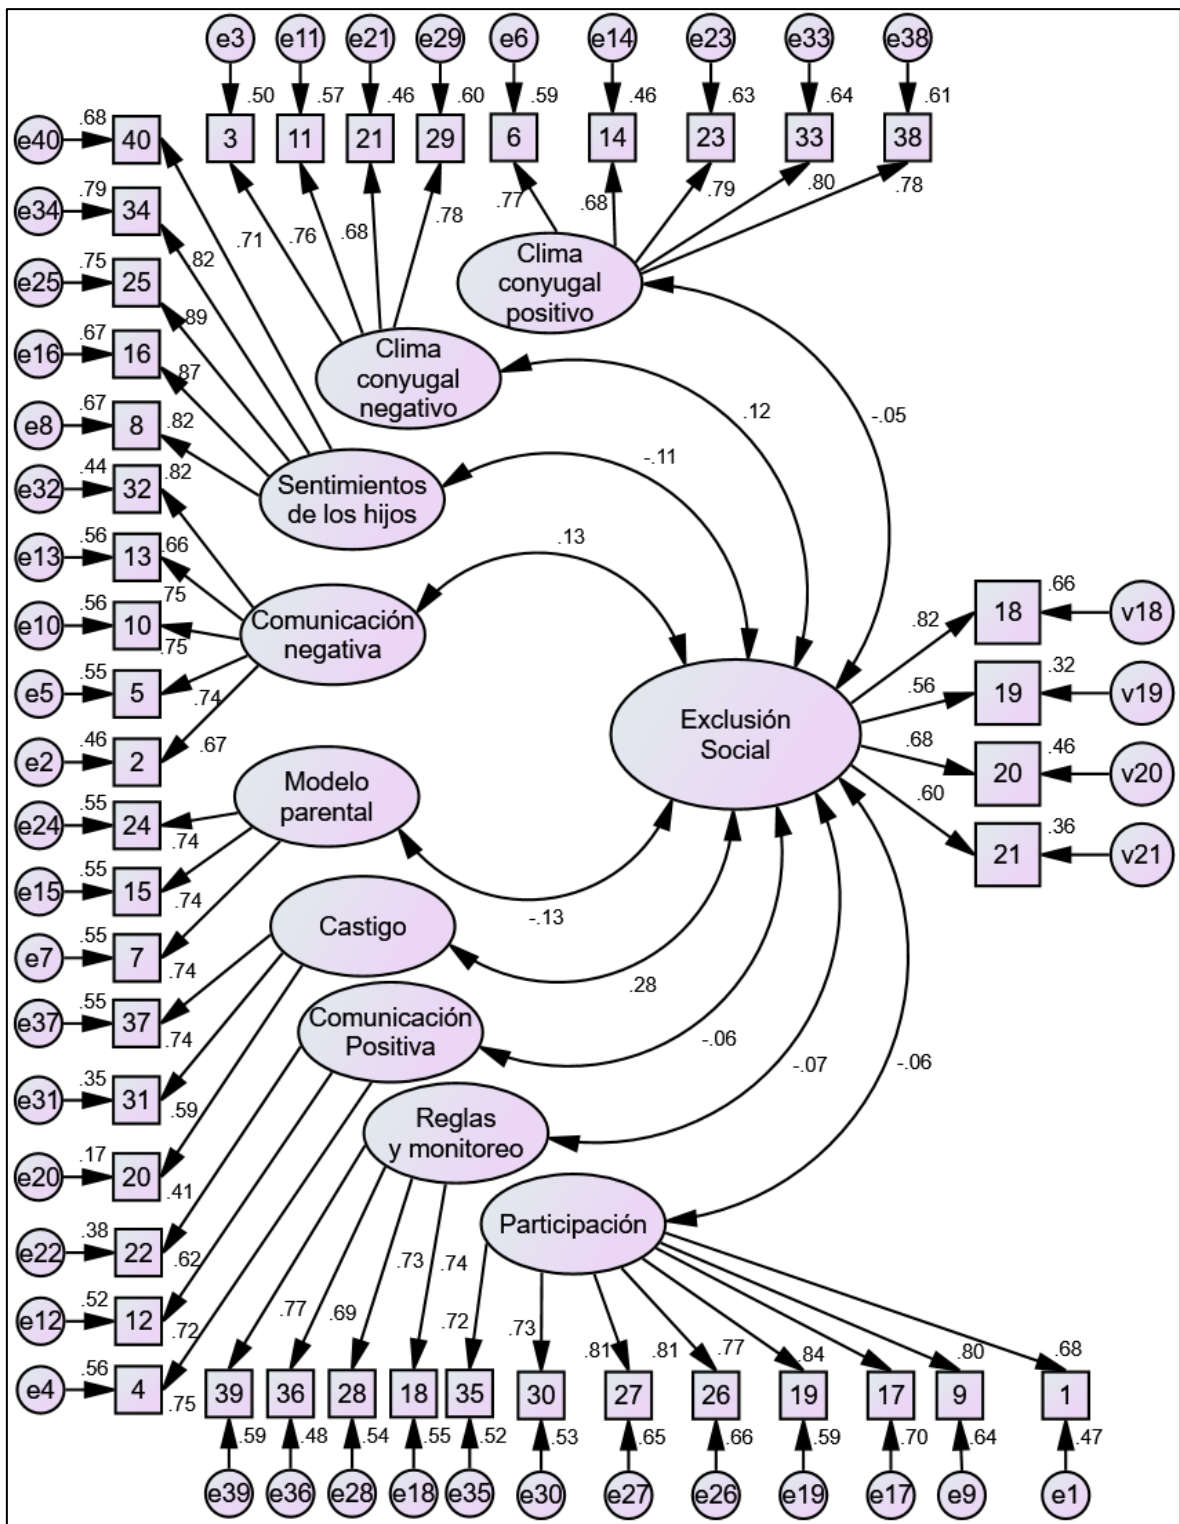 e3 e11 e21 e29 e6 e14 e23 e33 e38
.50 .57 .46 .60 .59 .46 .63 .64 .61
3 11 21 29 6 14 23 33 38
.71 .76 .68 .78
.77 .68 .79 .80 .78
Clima
conyugal
positivo
Clima
conyugal
negativo
e40 .68 40
e34 .79 34
.82
e25 .75 25
.89
e16 .67 16
.87
e8 .67 8
.82
e32 .44 32
.82
Sentimientos
de los hijos
e13 .56 13
.66
e10 .56 10
.75
e5 .55 5
.75
e2 .46 2
.74
.67
Comunicación
negativa
.12
-.05
-.11
.13
Exclusión
Social
.82 18 .66 v18
.56 19 .32 v19
.68 20 .46 v20
.60 21 .36 v21
Modelo
parental
e24 .55 24
.74
e15 .55 15
.74
e7 .55 7
.74
-.13
Castigo
e37 .55 37
.74
e31 .35 31
.59
e20 .17 20
.41
.28
Comunicación
Positiva
e22 .38 22
.62
e12 .52 12
.72
e4 .56 4
.75
-.06
Reglas
y monitoreo
-.07
-.06
Participación
.77 .69 .73 .74
.72 .73 .81 .81 .77 .84 .80 .68
39 36 28 18 35 30 27 26 19 17 9 1
.59 .48 .54 .55 .52 .53 .65 .66 .59 .70 .64 .47
e39 e36 e28 e18 e35 e30 e27 e26 e19 e17 e9 e1